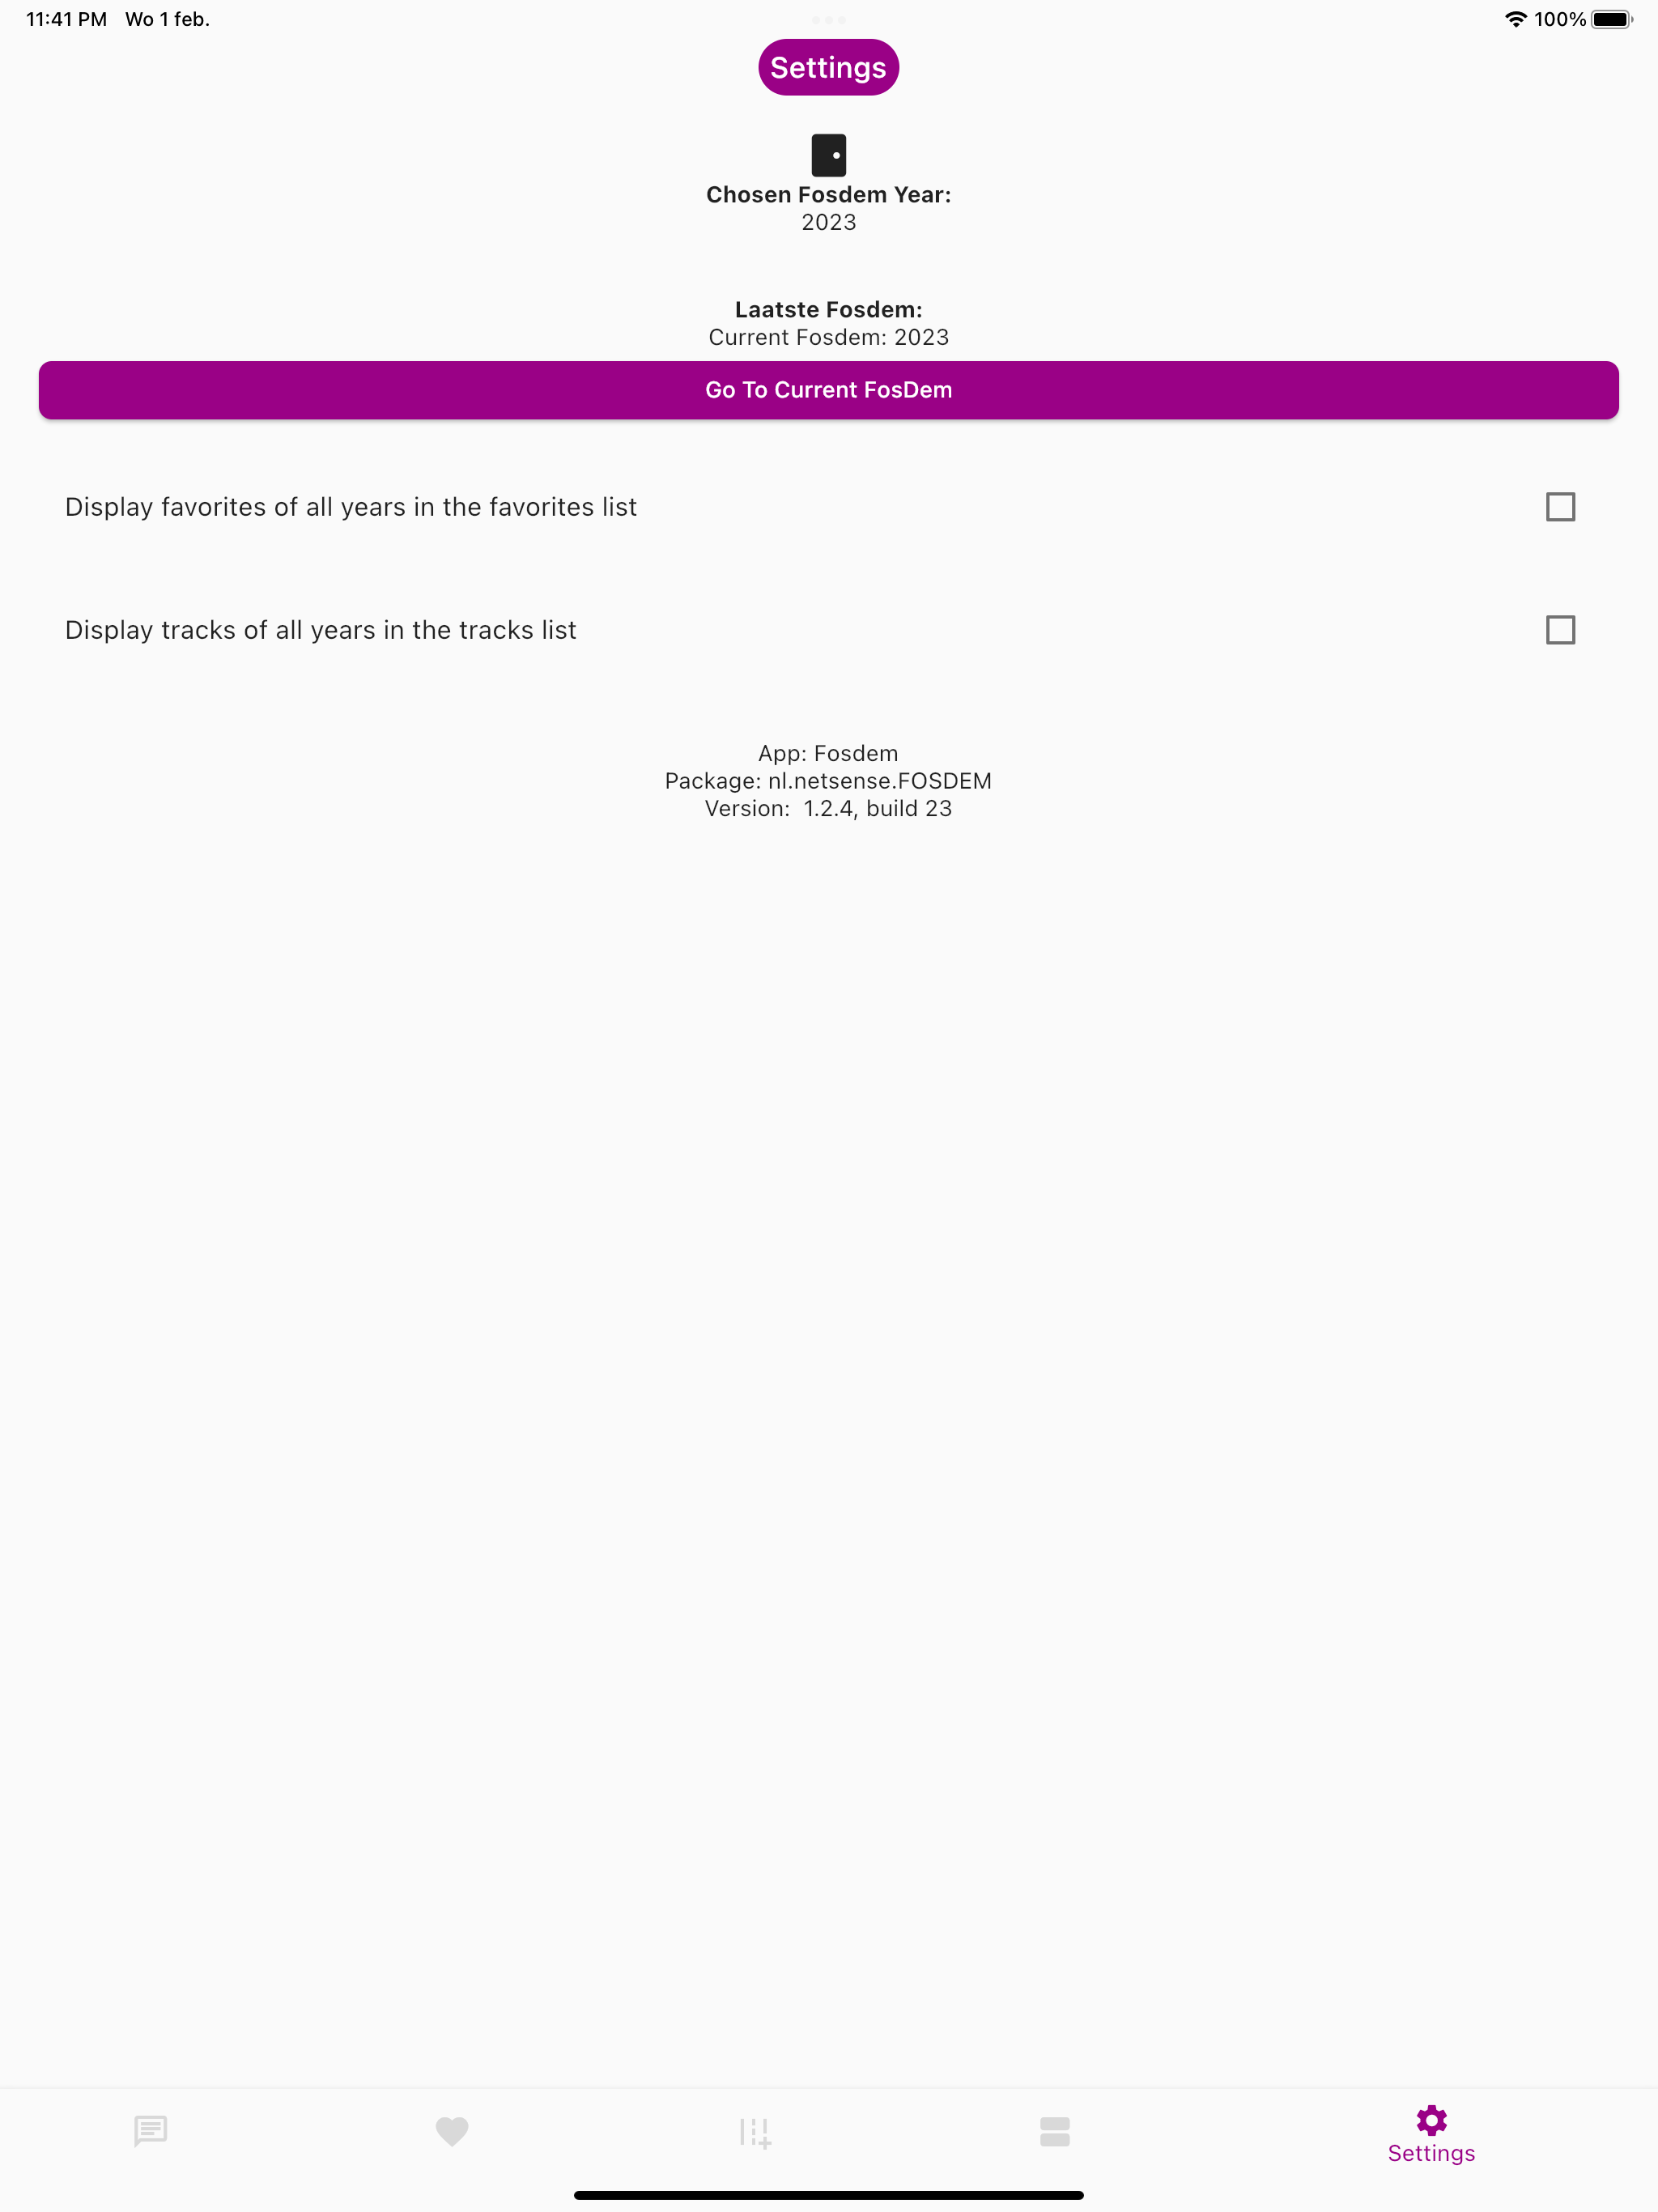 11:41 PM Wo 1 feb. 100%
Settings
Chosen Fosdem Year:
2023
Laatste Fosdem:
Current Fosdem: 2023
Go To Current FosDem
Display favorites of all years in the favorites list
Display tracks of all years in the tracks list
App: Fosdem
Package: nl.netsense.FOSDEM
Version:  1.2.4, build 23
Settings